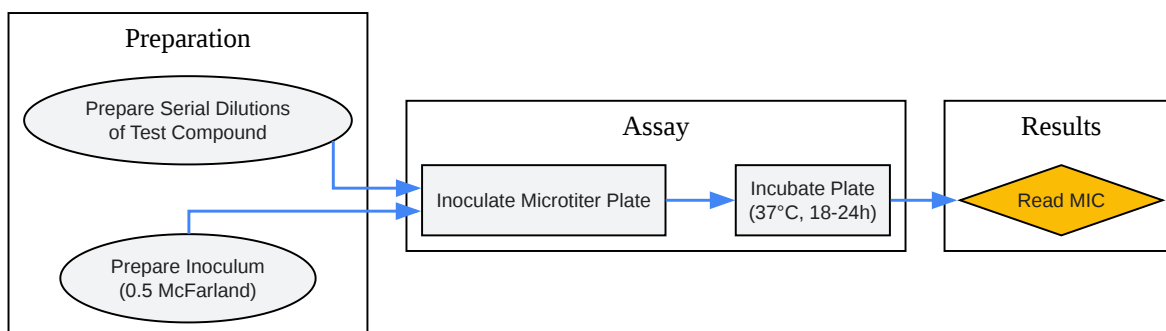 Preparation
Prepare Serial Dilutions
of Test Compound
Prepare Inoculum
(0.5 McFarland)
Assay
Inoculate Microtiter Plate
Incubate Plate
(37°C, 18-24h)
Results
Read MIC